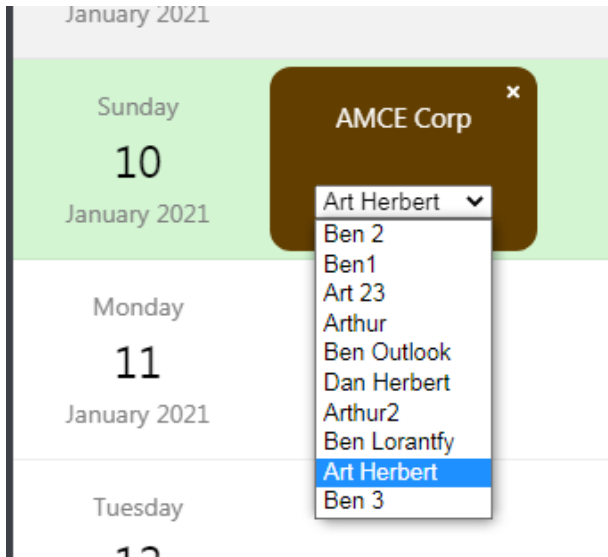 January 2021
Sunday
10
January 2021
×
AMCE Corp
Art Herbert
Ben 2
Ben1
Art 23
Arthur
Ben Outlook
Dan Herbert
Arthur2
Ben Lorantfy
Art Herbert
Ben 3
Monday
11
January 2021
Tuesday
12